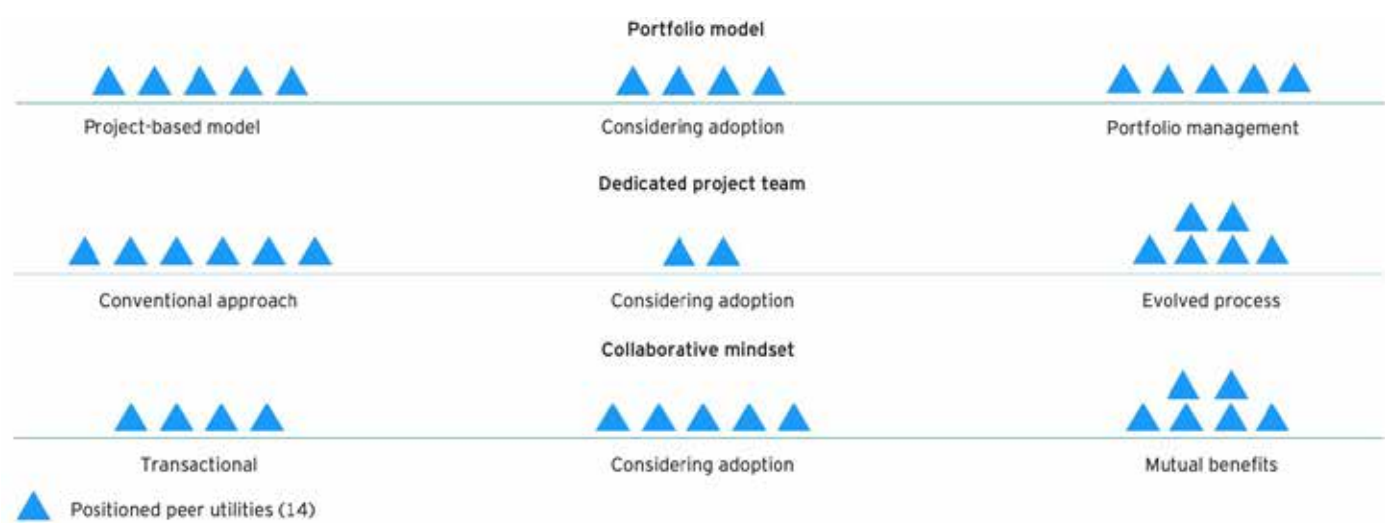 Portfolio model
Project-based model Considering adoption Portfolio management
Dedicated project team
Conventional approach Considering adoption Evolved process
Collaborative mindset
Transactional Considering adoption Mutual benefits
Positioned peer utilities (14)